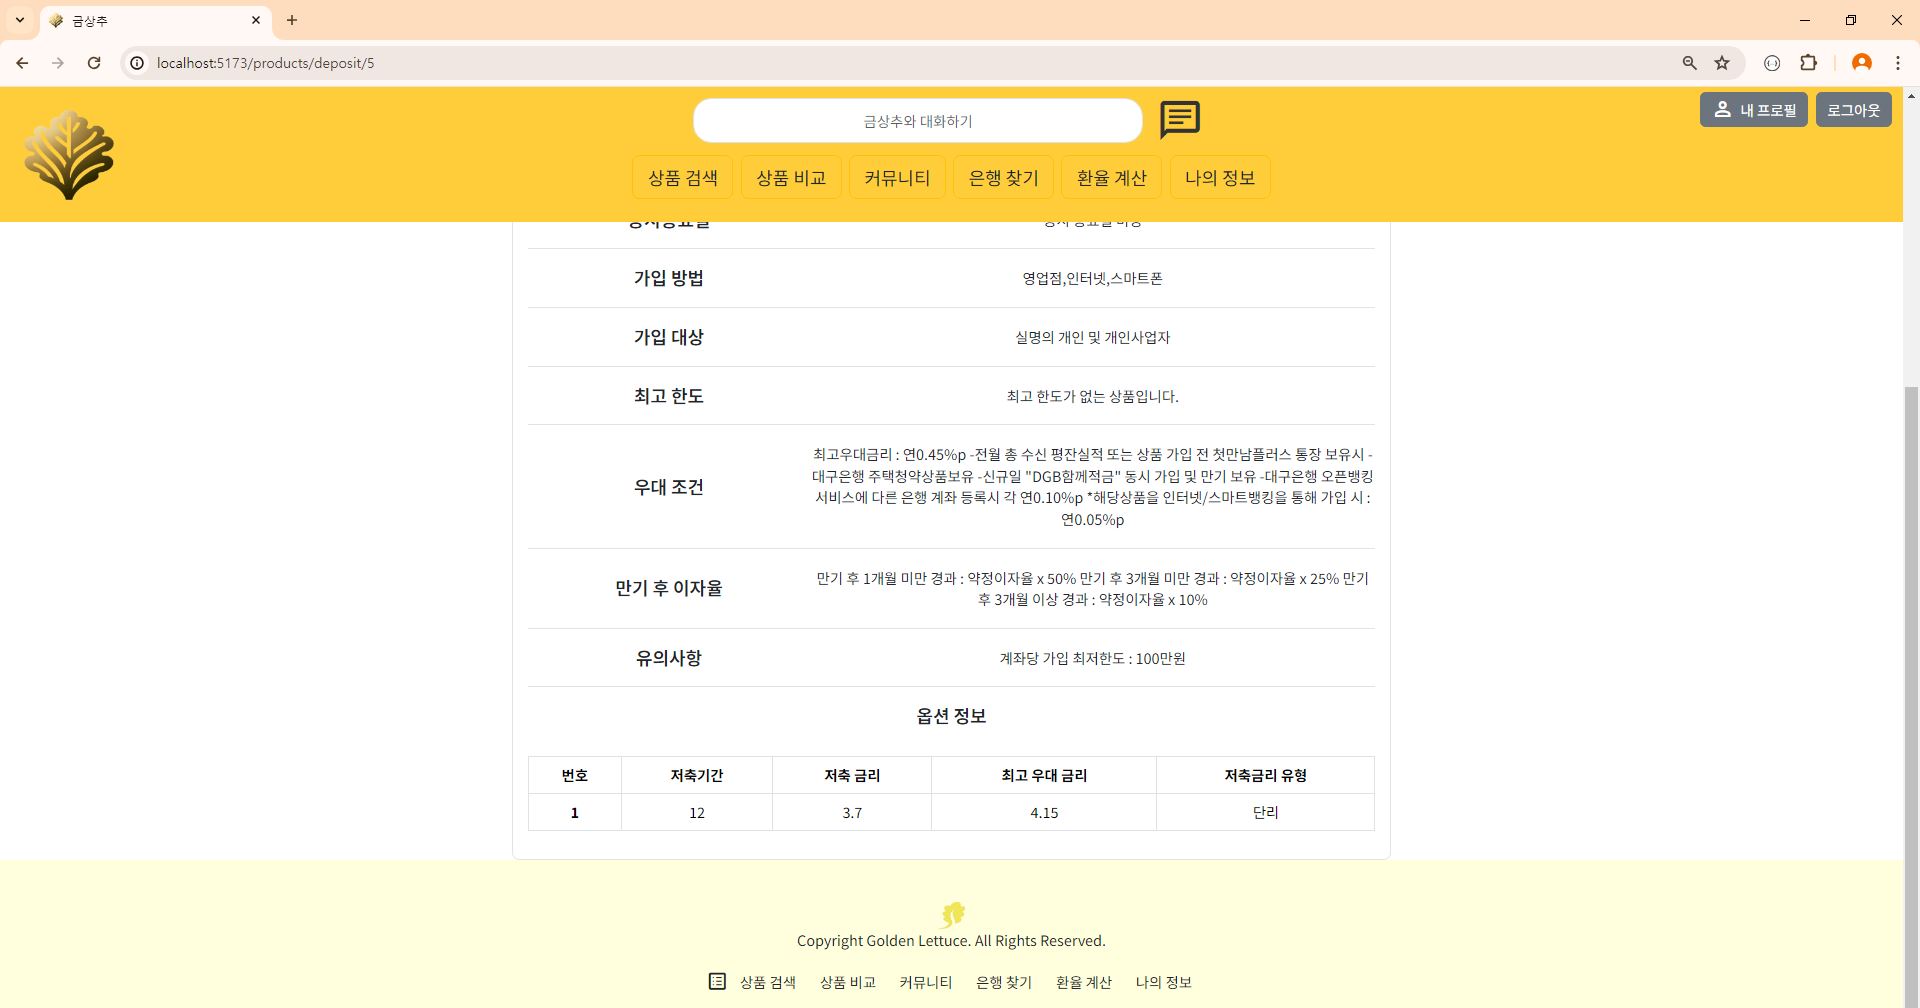 금상추
localhost:5173/products/deposit/5
금상추와 대화하기
내 프로필
로그아웃
상품 검색
상품 비교
커뮤니티
은행 찾기
환율 계산
나의 정보
가입 방법
영업점,인터넷,스마트폰
가입 대상
실명의 개인 및 개인사업자
최고 한도
최고 한도가 없는 상품입니다.
우대 조건
최고우대금리 : 연0.45%p -전월 총 수신 평잔실적 또는 상품 가입 전 첫만남플러스 통장 보유시 -
대구은행 주택청약상품보유 -신규일 "DGB함께적금" 동시 가입 및 만기 보유 -대구은행 오픈뱅킹
서비스에 다른 은행 계좌 등록시 각 연0.10%p *해당상품을 인터넷/스마트뱅킹을 통해 가입 시 :
연0.05%p
만기 후 이자율
만기 후 1개월 미만 경과 : 약정이자율 x 50% 만기 후 3개월 미만 경과 : 약정이자율 x 25% 만기
후 3개월 이상 경과 : 약정이자율 x 10%
유의사항
계좌당 가입 최저한도 : 100만원
옵션 정보
번호 저축기간 저축 금리 최고 우대 금리 저축금리 유형
1 12 3.7 4.15 단리
Copyright Golden Lettuce. All Rights Reserved.
상품 검색 상품 비교 커뮤니티 은행 찾기 환율 계산 나의 정보